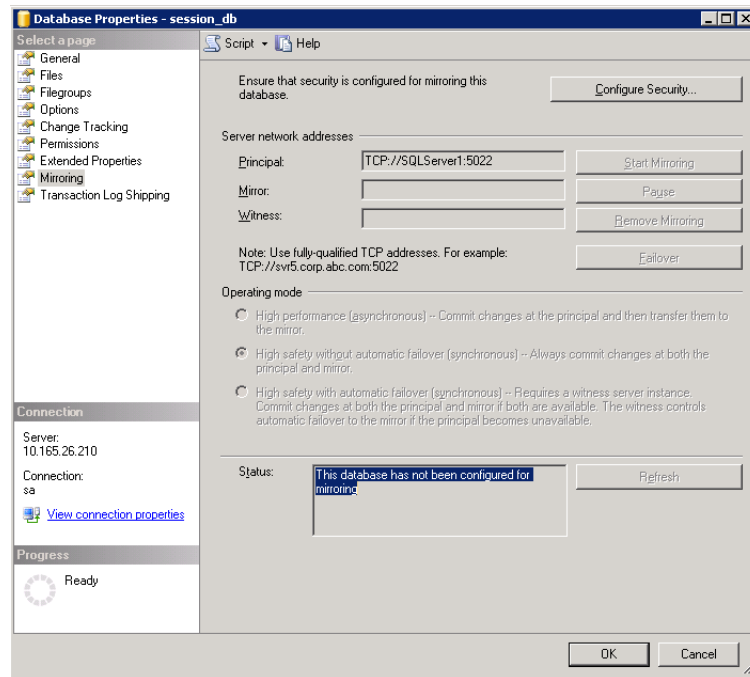 Database Properties - session_db
Select a page
General
Files
Filegroups
Options
Change Tracking
Permissions
Extended Properties
Mirroring
Transaction Log Shipping
Connection
Server:
10.165.26.210
Connection:
sa
View connection properties
Progress
Ready
Script
Help
Ensure that security is configured for mirroring this
database.
Configure Security...
Server network addresses
Principal:
TCP://SQLServer1:5022
Start Mirroring
Mirror:
Pause
Witness:
Remove Mirroring
Note: Use fully-qualified TCP addresses. For example:
TCP://svr5.corp.abc.com:5022
Failover
Operating mode
High performance (asynchronous) -- Commit changes at the principal and then transfer them to
the mirror.
High safety without automatic failover (synchronous) -- Always commit changes at both the
principal and mirror.
High safety with automatic failover (synchronous) -- Requires a witness server instance.
Commit changes at both the principal and mirror if both are available. The witness controls
automatic failover to the mirror if the principal becomes unavailable.
Status:
This database has not been configured for
mirroring
Refresh
OK
Cancel